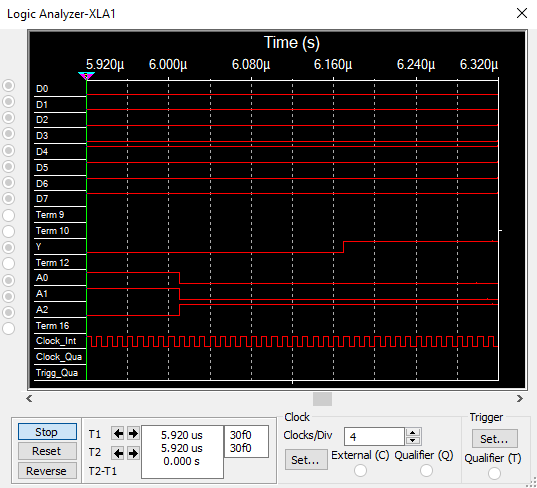 Logic Analyzer-XLA1
Time (s)
5.920µ 6.000µ 6.080µ 6.160µ 6.240µ 6.320µ
D0
D1
D2
D3
D4
D5
D6
D7
Term 9
Term 10
Y
Term 12
A0
A1
A2
Term 16
Clock_Int
Clock_Qua
Trigg_Qua
Stop
Reset
Reverse
T1 5.920 us 30f0
T2 5.920 us 30f0
T2-T1 0.000 s
Clock
Clocks/Div 4
Set... External (C) Qualifier (Q)
Trigger
Set...
Qualifier (T)